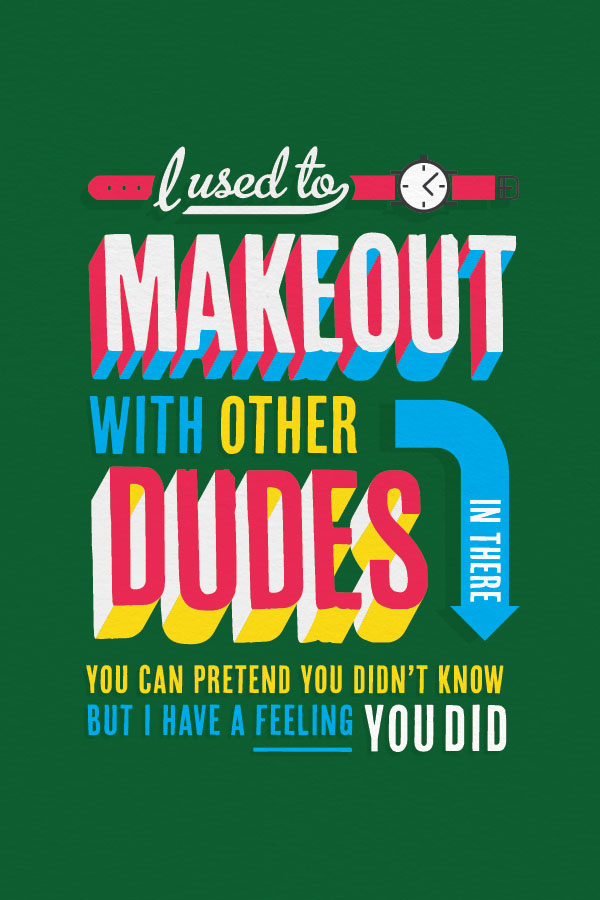 I used to
MAKEOUT
WITH OTHER
DUDES
IN THERE
YOU CAN PRETEND YOU DIDN'T KNOW
BUT I HAVE A FEELING YOU DID